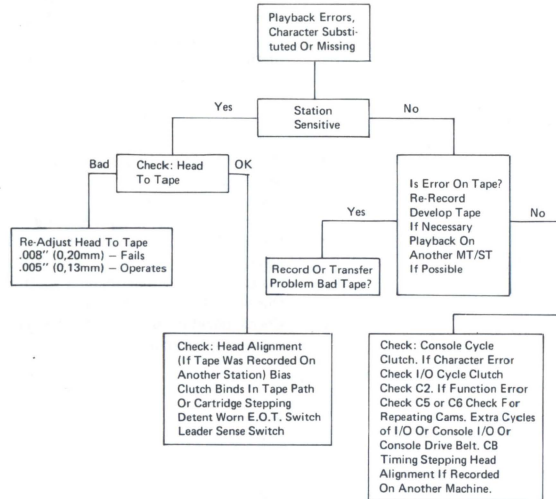 Playback Errors,
Character Substi-
tuted Or Missing
Yes
Station
Sensitive
No
Bad
Check: Head
To Tape
OK
Re-Adjust Head To Tape
.008" (0,20mm) — Fails
.005" (0,13mm) — Operates
Yes
Is Error On Tape?
Re-Record
Develop Tape
If Necessary
Playback On
Another MT/ST
If Possible
No
Record Or Transfer
Problem Bad Tape?
Check: Head Alignment
(If Tape Was Recorded On
Another Station) Bias
Clutch Binds In Tape Path
Or Cartridge Stepping
Detent Worn E.O.T. Switch
Leader Sense Switch
Check: Console Cycle
Clutch. If Character Error
Check I/O Cycle Clutch
Check C2. If Function Error
Check C5 or C6 Check For
Repeating Cams. Extra Cycles
of I/O Or Console I/O Or
Console Drive Belt. CB
Timing Stepping Head
Alignment If Recorded
On Another Machine.